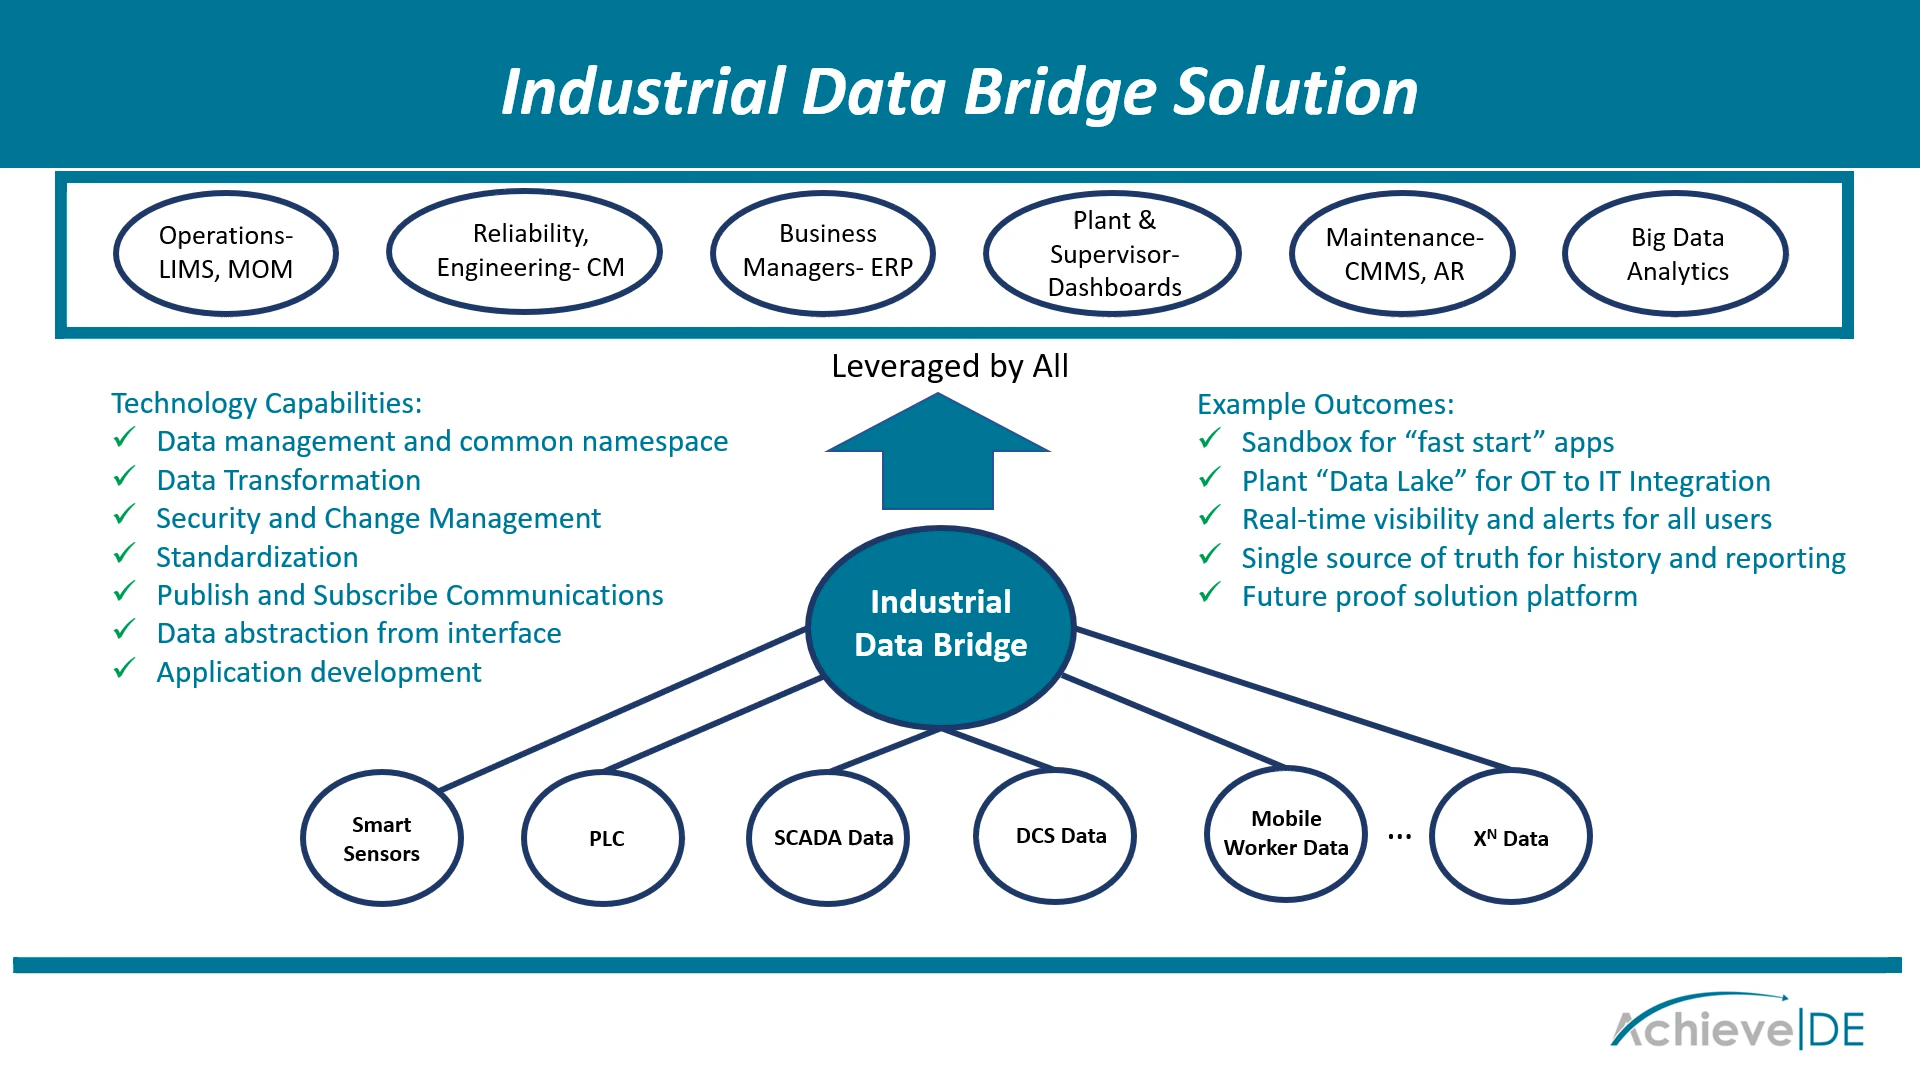 Industrial Data Bridge Solution
Operations-
LIMS, MOM
Reliability,
Engineering- CM
Business
Managers- ERP
Plant &
Supervisor-
Dashboards
Maintenance-
CMMS, AR
Big Data
Analytics
Leveraged by All
Technology Capabilities:
✓ Data management and common namespace
✓ Data Transformation
✓ Security and Change Management
✓ Standardization
✓ Publish and Subscribe Communications
✓ Data abstraction from interface
✓ Application development
Example Outcomes:
✓ Sandbox for “fast start” apps
✓ Plant “Data Lake” for OT to IT Integration
✓ Real-time visibility and alerts for all users
✓ Single source of truth for history and reporting
✓ Future proof solution platform
Industrial
Data Bridge
Smart
Sensors
PLC
SCADA Data
DCS Data
Mobile
Worker Data
...
Xᴺ Data
Achieve|DE